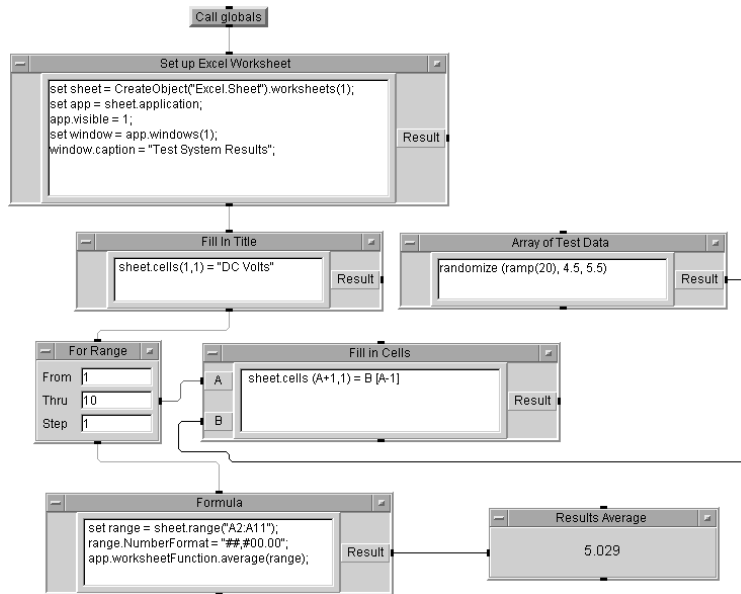 Call globals
Set up Excel Worksheet
set sheet = CreateObject("Excel.Sheet").worksheets(1);
set app = sheet.application;
app.visible = 1;
set window = app.windows(1);
window.caption = "Test System Results";
Result
Fill In Title
sheet.cells(1,1) = "DC Volts"
Result
Array of Test Data
randomize (ramp(20), 4.5, 5.5)
Result
For Range
From 1
Thru 10
Step 1
Fill in Cells
A
B
sheet.cells (A+1,1) = B [A-1]
Result
Formula
set range = sheet.range("A2:A11");
range.NumberFormat = "##,#00.00";
app.worksheetFunction.average(range);
Result
Results Average
5.029